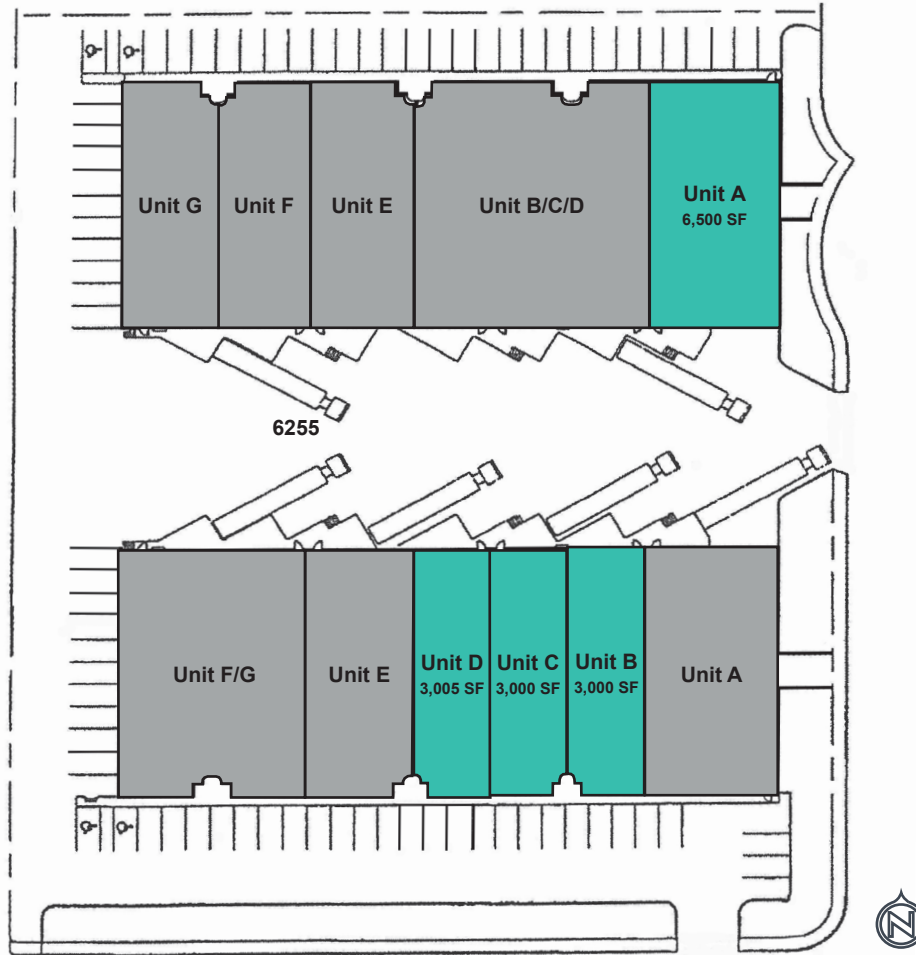 Unit G
Unit F
Unit E
Unit B/C/D
Unit A
6,500 SF
6255
Unit F/G
Unit E
Unit D
3,005 SF
Unit C
3,000 SF
Unit B
3,000 SF
Unit A
N